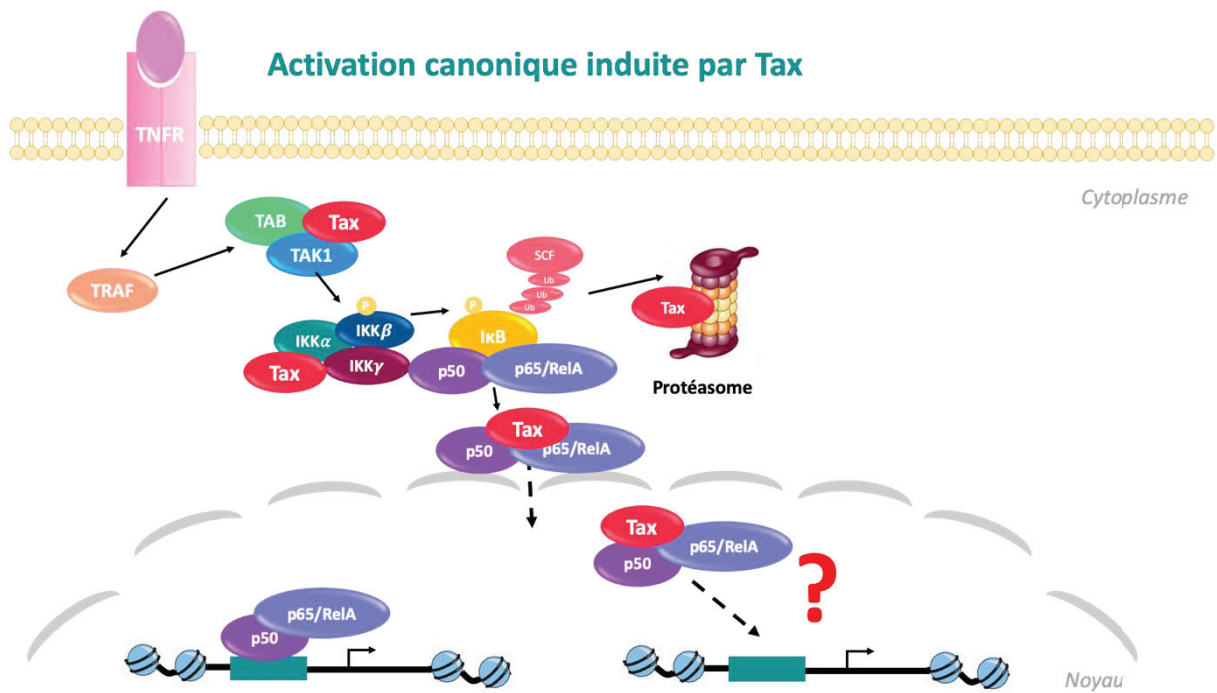 Activation canonique induite par Tax
TNFR
Cytoplasme
TAB
Tax
TAK1
TRAF
SCF
Ub
Ub
Ub
Tax
P
P
IKKα
IKKβ
IκB
Tax
IKKγ
p50
p65/RelA
Protéasome
Tax
p50
p65/RelA
Tax
p50
p65/RelA
?
p65/RelA
p50
Noyau